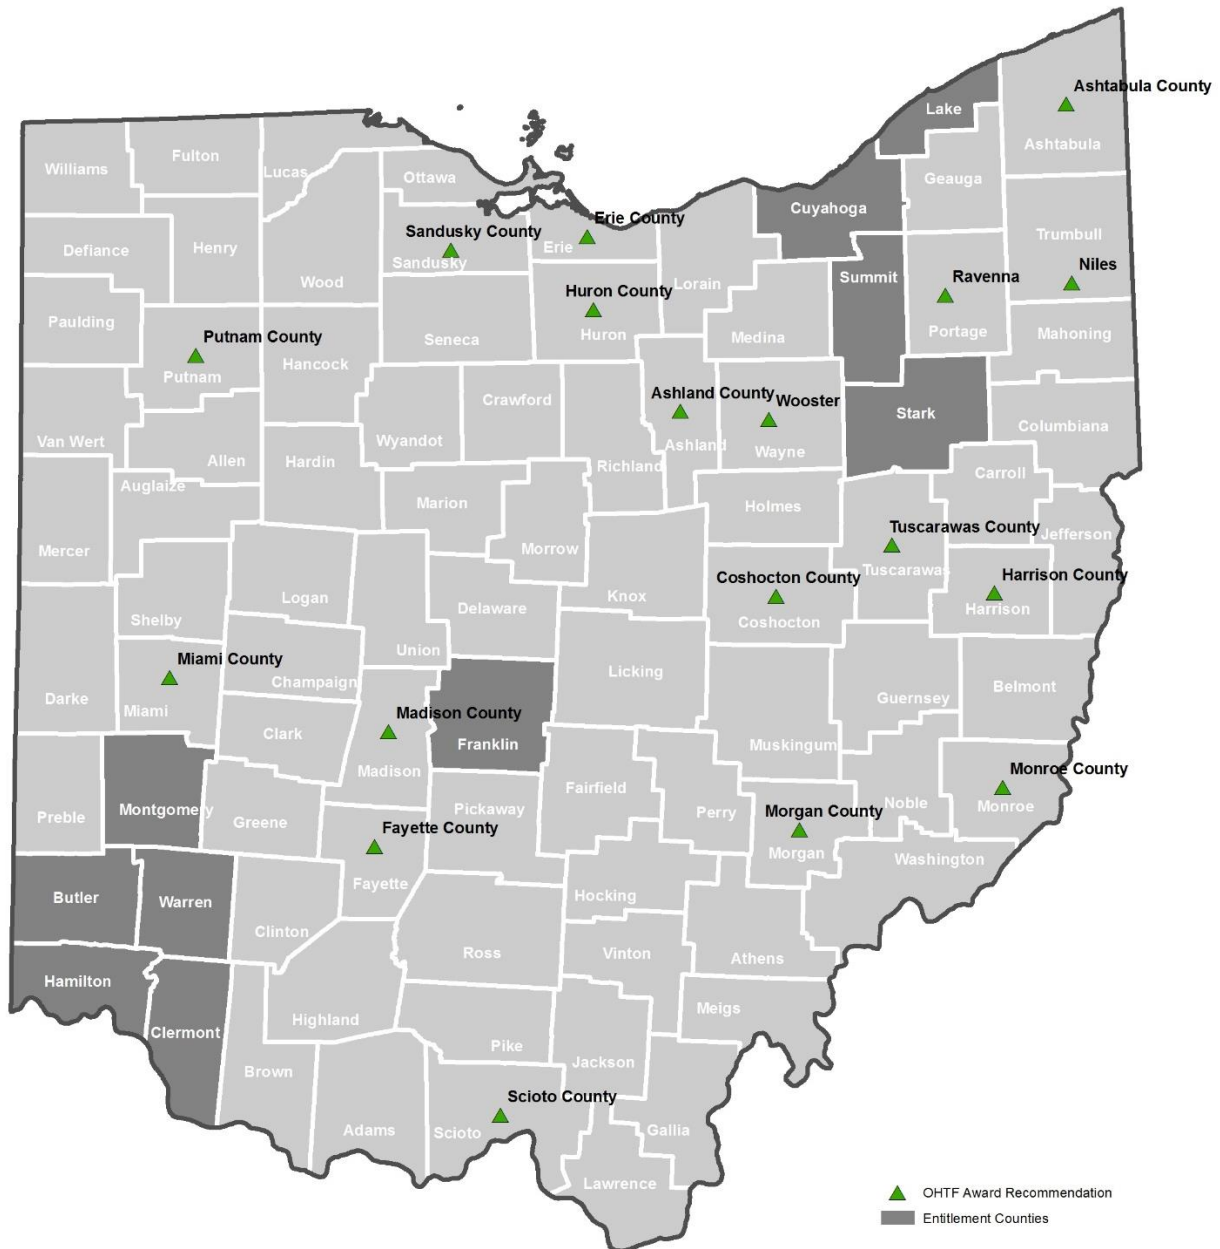 Ashtabula County
Lake
Ashtabula
Fulton
Williams
Lucas
Ottawa
Geauga
Cuyahoga
Erie County
Sandusky County
Trumbull
Henry
Defiance
Erie
Sandusky
Niles
Ravenna
Summit
Wood
Lorain
Huron County
Paulding
Portage
Mahoning
Huron
Medina
Seneca
Putnam County
Hancock
Putnam
Ashland County
Wooster
Crawford
Stark
Columbiana
Van Wert
Wyandot
Ashland
Wayne
Allen
Hardin
Richland
Carroll
Auglaize
Marion
Holmes
Tuscarawas County
Jefferson
Mercer
Morrow
Tuscarawas
Coshocton County
Harrison County
Logan
Knox
Delaware
Harrison
Shelby
Coshocton
Union
Miami County
Licking
Champaign
Belmont
Darke
Guernsey
Miami
Madison County
Clark
Franklin
Muskingum
Madison
Monroe County
Fairfield
Montgomery
Pickaway
Noble
Monroe
Preble
Greene
Perry
Morgan County
Fayette County
Morgan
Washington
Fayette
Butler
Warren
Hocking
Clinton
Ross
Vinton
Athens
Hamilton
Meigs
Highland
Clermont
Pike
Jackson
Brown
Scioto County
Adams
Scioto
Gallia
Lawrence
OHTF Award Recommendation
Entitlement Counties